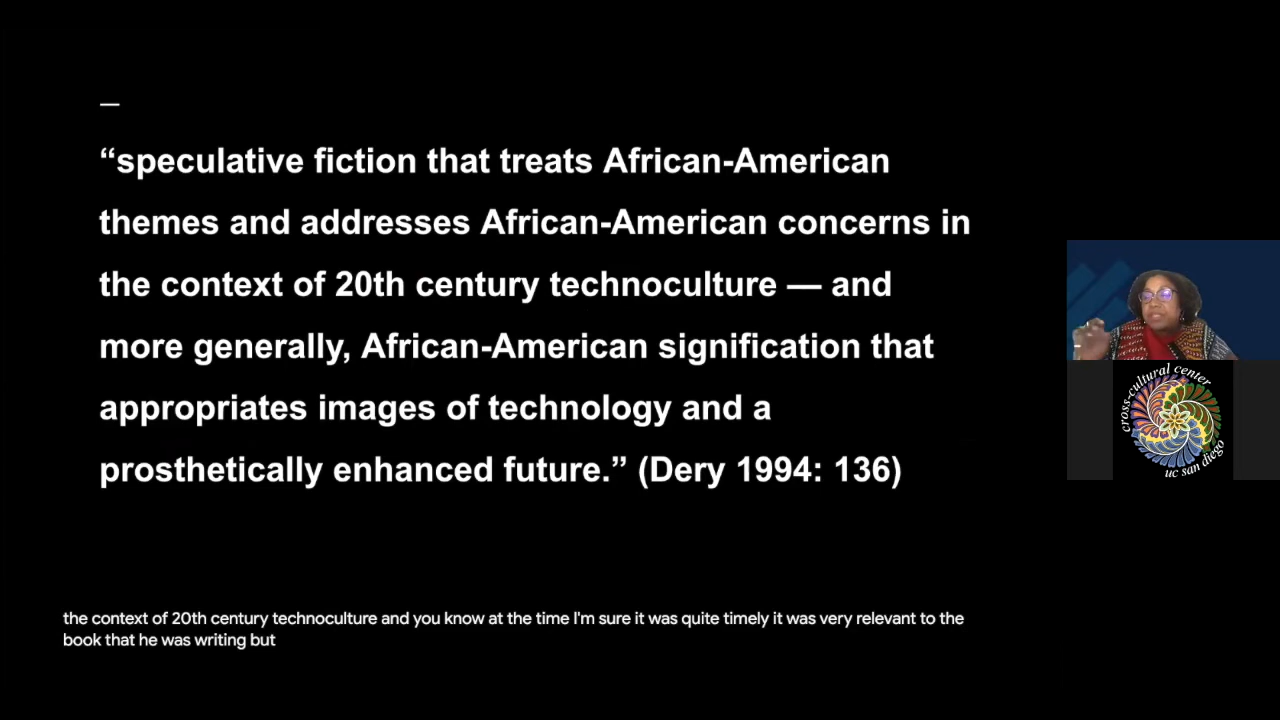 “speculative fiction that treats African-American
themes and addresses African-American concerns in
the context of 20th century technoculture — and
more generally, African-American signification that
appropriates images of technology and a
prosthetically enhanced future.” (Dery 1994: 136)
cross-cultural center
uc san diego
the context of 20th century technoculture and you know at the time I'm sure it was quite timely it was very relevant to the
book that he was writing but